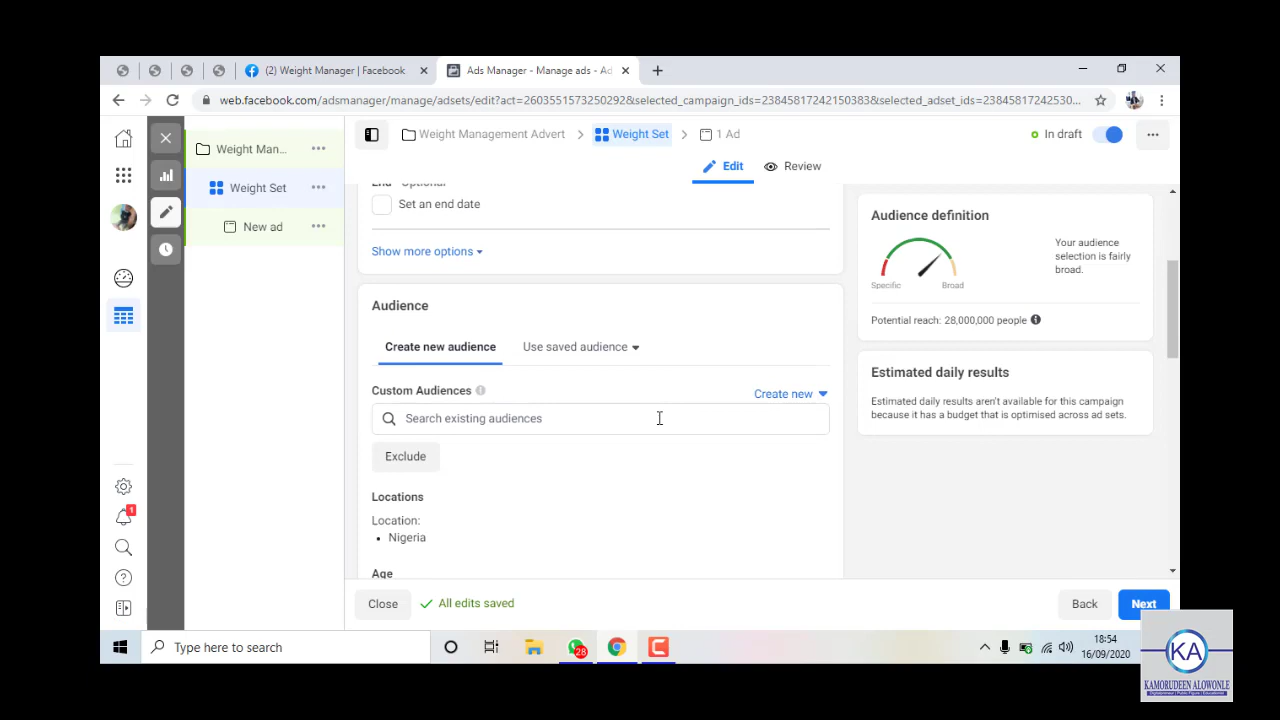 (2) Weight Manager | Facebook
Ads Manager - Manage ads - Ad
web.facebook.com/adsmanager/manage/adsets/edit?act=2603551573250292&selected_campaign_ids=23845817242150383&selected_adset_ids=23845817242530...
Weight Man...
Weight Set
New ad
Weight Management Advert
Weight Set
1 Ad
In draft
Edit
Review
End Optional
Set an end date
Show more options
Audience
Create new audience
Use saved audience
Custom Audiences
Create new
Search existing audiences
Exclude
Locations
Location:
• Nigeria
Age
Audience definition
Specific
Broad
Your audience
selection is fairly
broad.
Potential reach: 28,000,000 people
Estimated daily results
Estimated daily results aren't available for this campaign
because it has a budget that is optimised across ad sets.
1
Close
All edits saved
Back
Next
Type here to search
28
18:54
16/09/2020
KA
KAMORUDEEN ALOWONLE